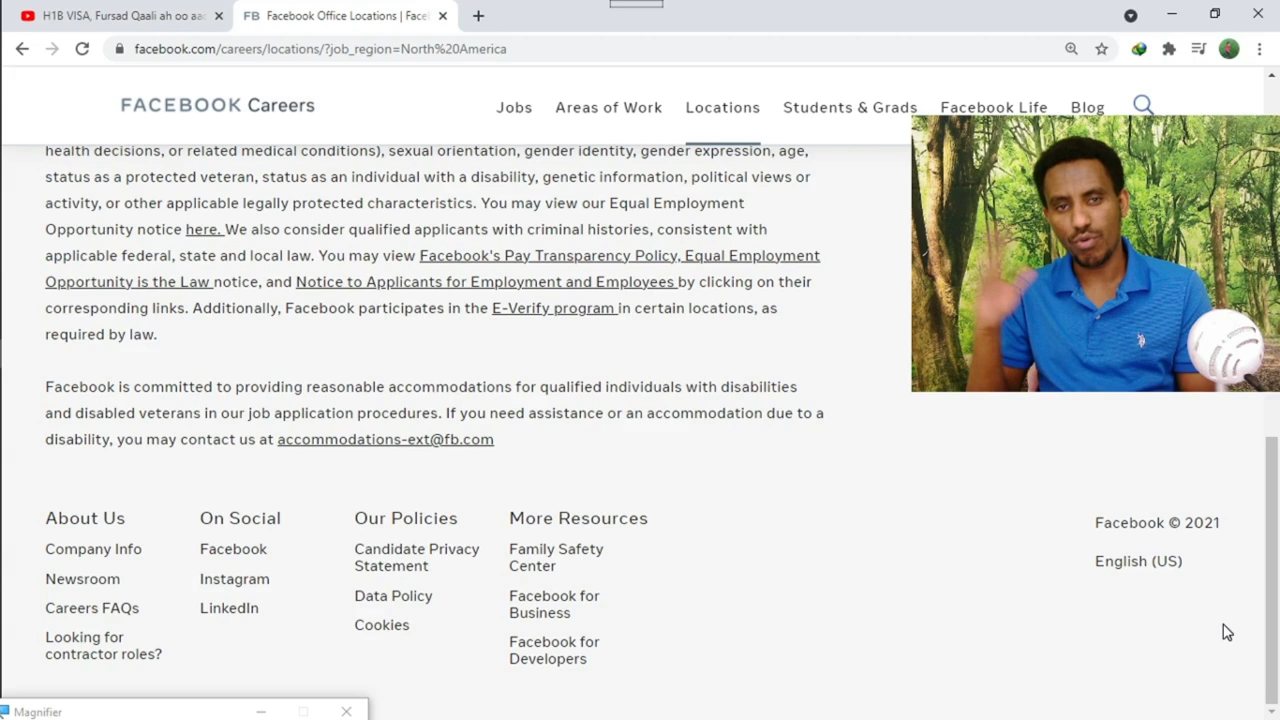 H1B VISA, Fursad Qaali ah oo aad
FB Facebook Office Locations | Face
facebook.com/careers/locations/?job_region=North%20America
FACEBOOK Careers
Jobs Areas of Work Locations Students & Grads Facebook Life Blog
health decisions, or related medical conditions), sexual orientation, gender identity, gender expression, age,
status as a protected veteran, status as an individual with a disability, genetic information, political views or
activity, or other applicable legally protected characteristics. You may view our Equal Employment
Opportunity notice here. We also consider qualified applicants with criminal histories, consistent with
applicable federal, state and local law. You may view Facebook's Pay Transparency Policy, Equal Employment
Opportunity is the Law notice, and Notice to Applicants for Employment and Employees by clicking on their
corresponding links. Additionally, Facebook participates in the E-Verify program in certain locations, as
required by law.
Facebook is committed to providing reasonable accommodations for qualified individuals with disabilities
and disabled veterans in our job application procedures. If you need assistance or an accommodation due to a
disability, you may contact us at accommodations-ext@fb.com
About Us
Company Info
Newsroom
Careers FAQs
Looking for
contractor roles?
On Social
Facebook
Instagram
LinkedIn
Our Policies
Candidate Privacy
Statement
Data Policy
Cookies
More Resources
Family Safety
Center
Facebook for
Business
Facebook for
Developers
Facebook © 2021
English (US)
Magnifier